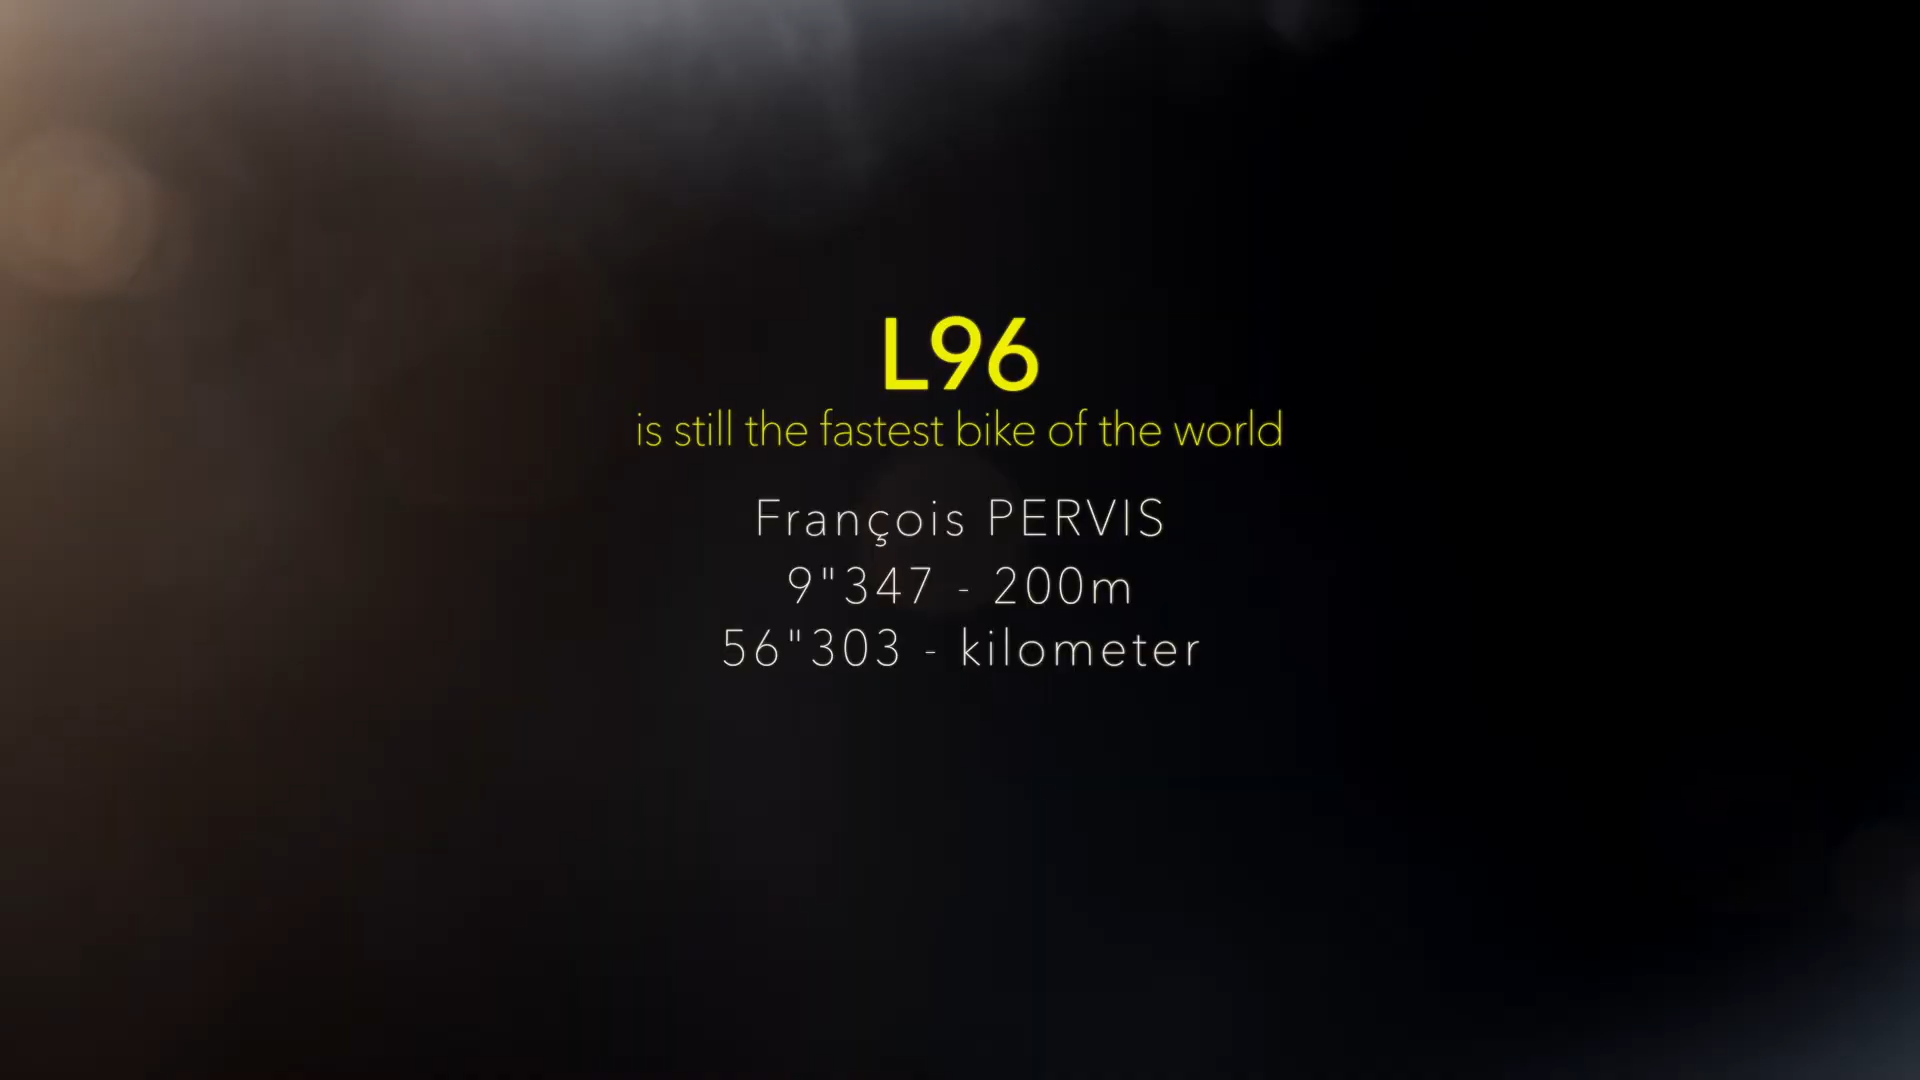 L96
is still the fastest bike of the world
François PERVIS
9"347 - 200m
56"303 - kilometer